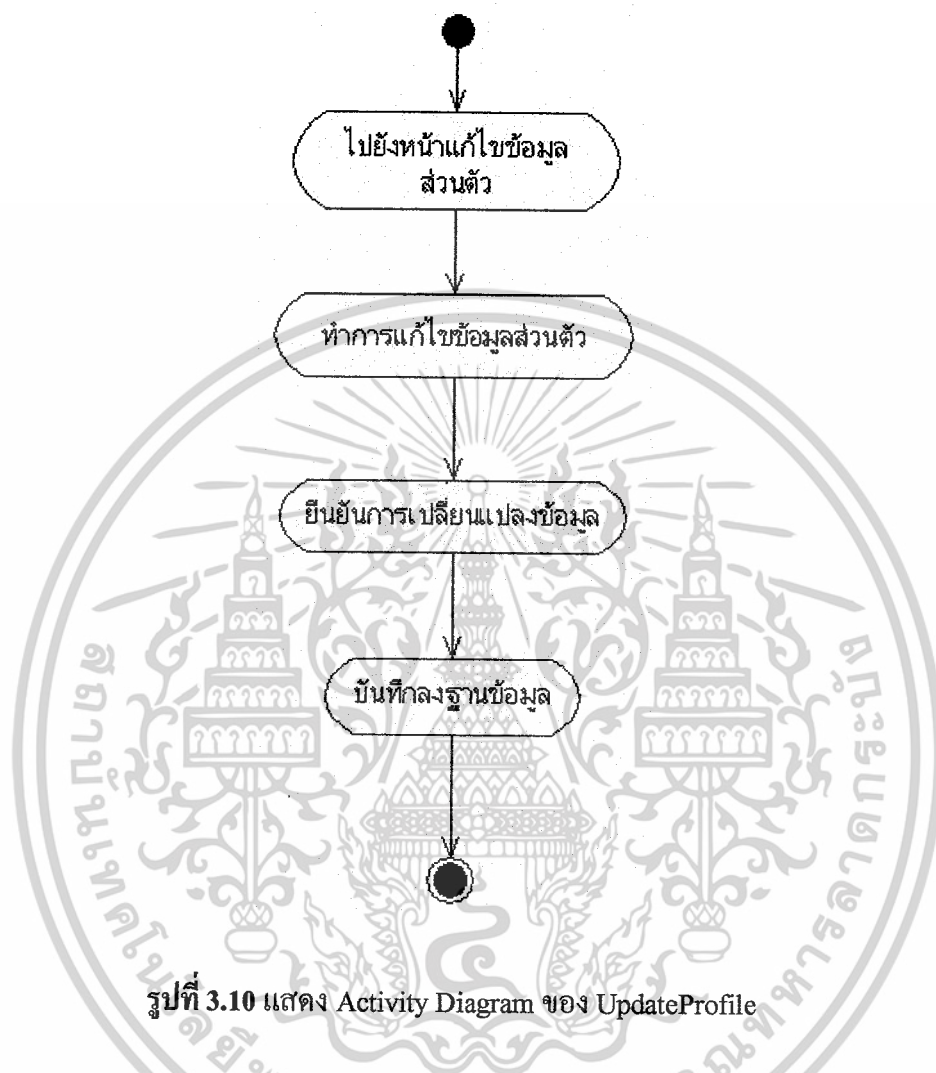 ไปยังหน้าแก้ไขข้อมูล
ส่วนตัว
ทำการแก้ไขข้อมูลส่วนตัว
ยืนยันการเปลี่ยนแปลงข้อมูล
บันทึกลงฐานข้อมูล
รูปที่ 3.10 แสดง Activity Diagram ของ UpdateProfile